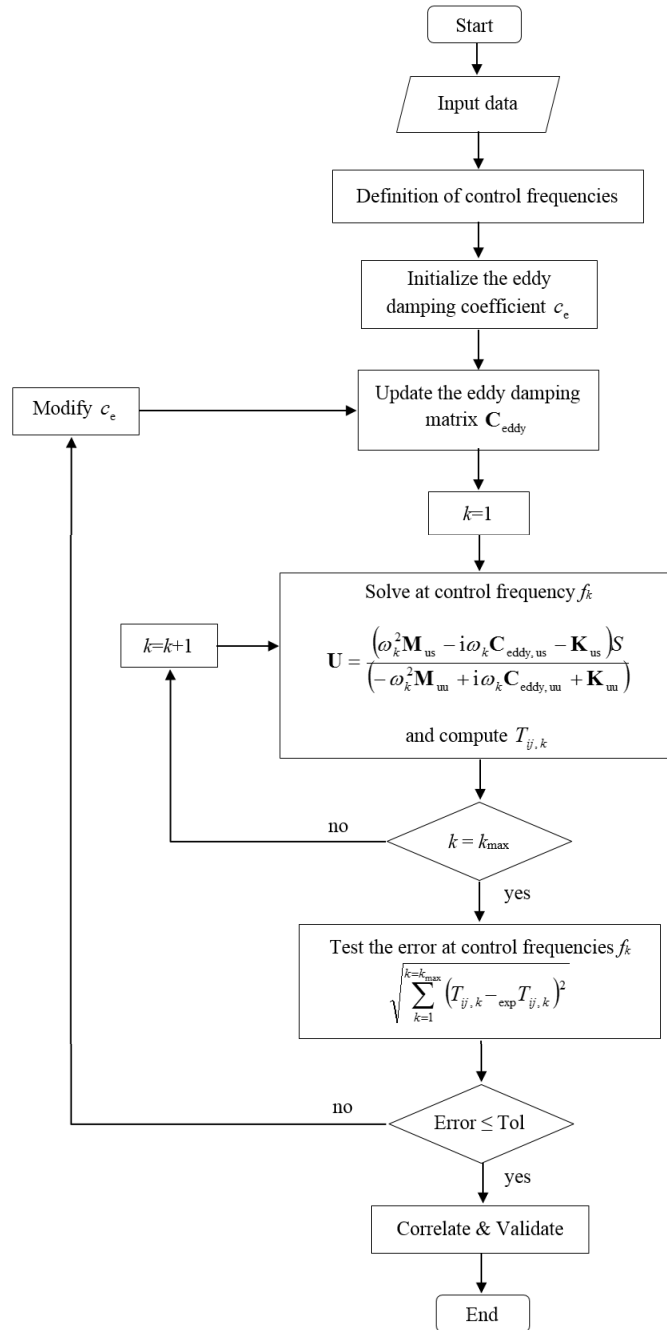 Start
Input data
Definition of control frequencies
Initialize the eddy
damping coefficient c_e
Modify c_e
Update the eddy damping
matrix C_eddy
k=1
Solve at control frequency f_k
k=k+1
U = ((ω_k^2 M_us − iω_k C_eddy,us − K_us)S) / (−ω_k^2 M_uu + iω_k C_eddy,uu + K_uu)
and compute T_ij,k
no
k = k_max
yes
Test the error at control frequencies f_k
√(∑_{k=1}^{k=k_max} (T_ij,k − _exp T_ij,k)^2)
no
Error ≤ Tol
yes
Correlate & Validate
End